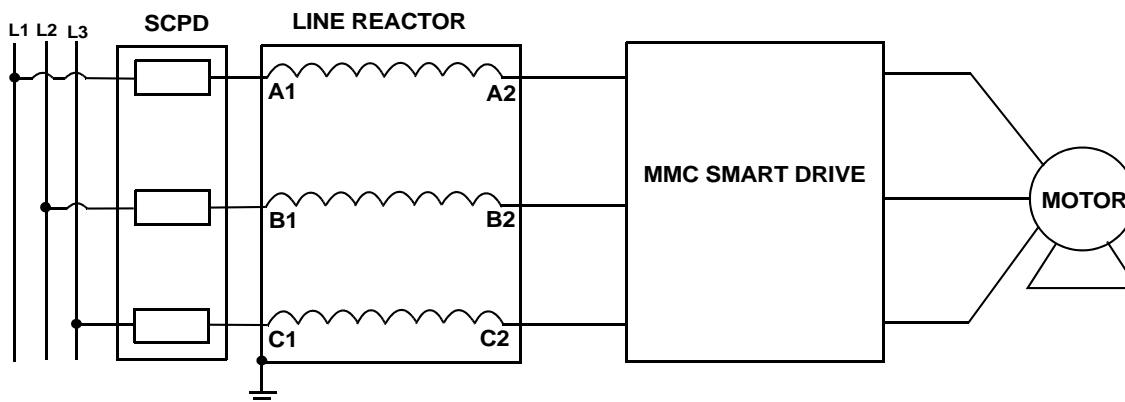 SCPD
LINE REACTOR
L1 L2 L3
A1 A2
MMC SMART DRIVE
MOTOR
B1 B2
C1 C2